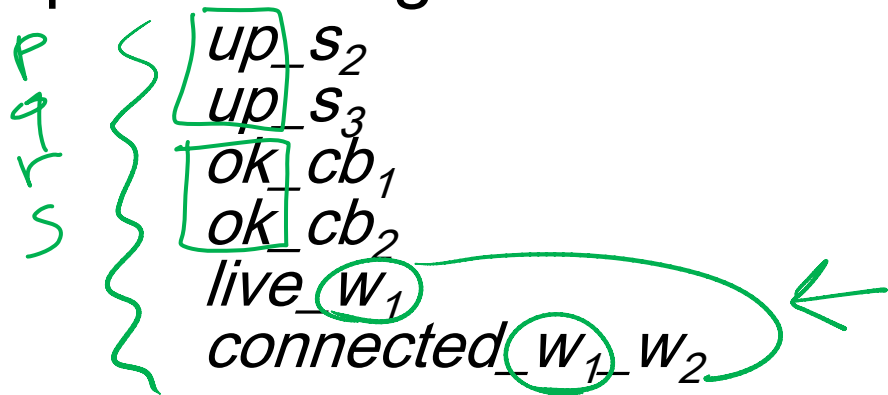 p up_s₂
q up_s₃
r ok_cb₁
s ok_cb₂
live_w₁
connected_w₁_w₂